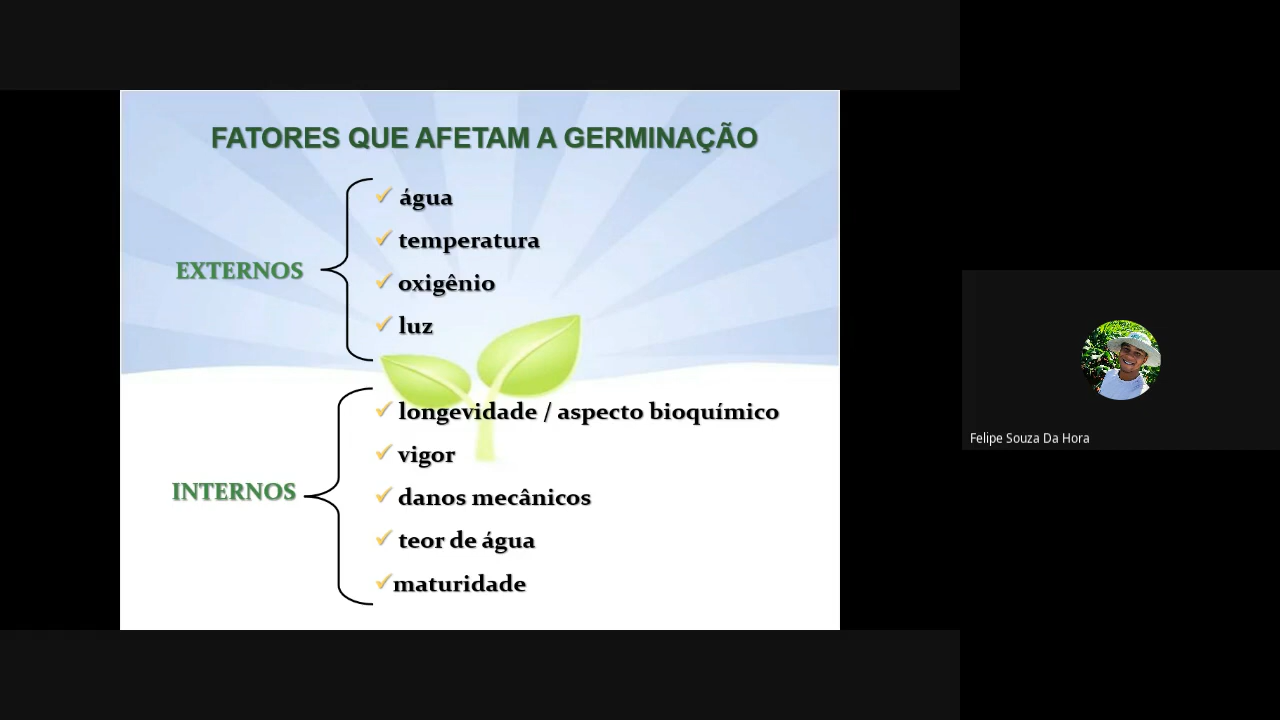 FATORES QUE AFETAM A GERMINAÇÃO
EXTERNOS
água
temperatura
oxigênio
luz
INTERNOS
longevidade / aspecto bioquímico
vigor
danos mecânicos
teor de água
maturidade
Felipe Souza Da Hora